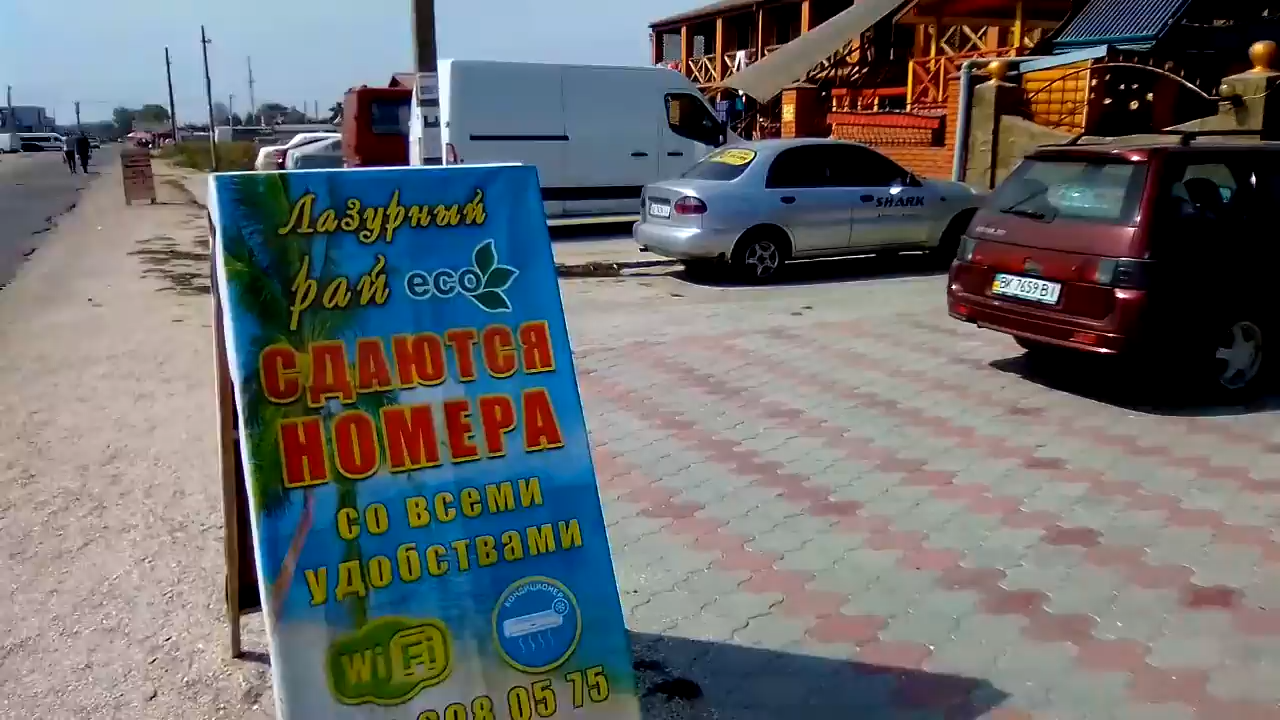 Лазурный
рай eco
СДАЮТСЯ
НОМЕРА
со всеми
удобствами
КОНДИЦИОНЕР
WiFi
05 75
SHARK
BK 7659 BI